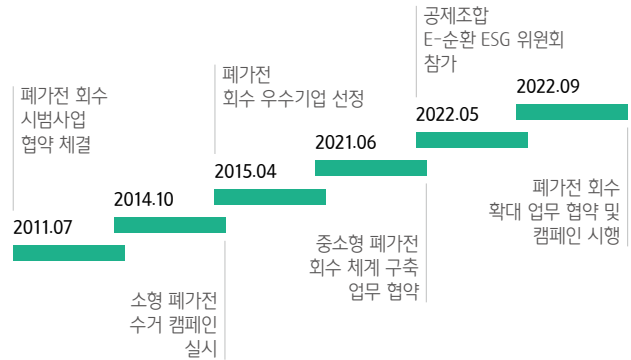 폐가전 회수
시범사업
협약 체결
2011.07
2014.10
소형 폐가전
수거 캠페인
실시
폐가전
회수 우수기업 선정
2015.04
2021.06
중소형 폐가전
회수 체계 구축
업무 협약
공제조합
E-순환 ESG 위원회
참가
2022.05
2022.09
폐가전 회수
확대 업무 협약 및
캠페인 시행